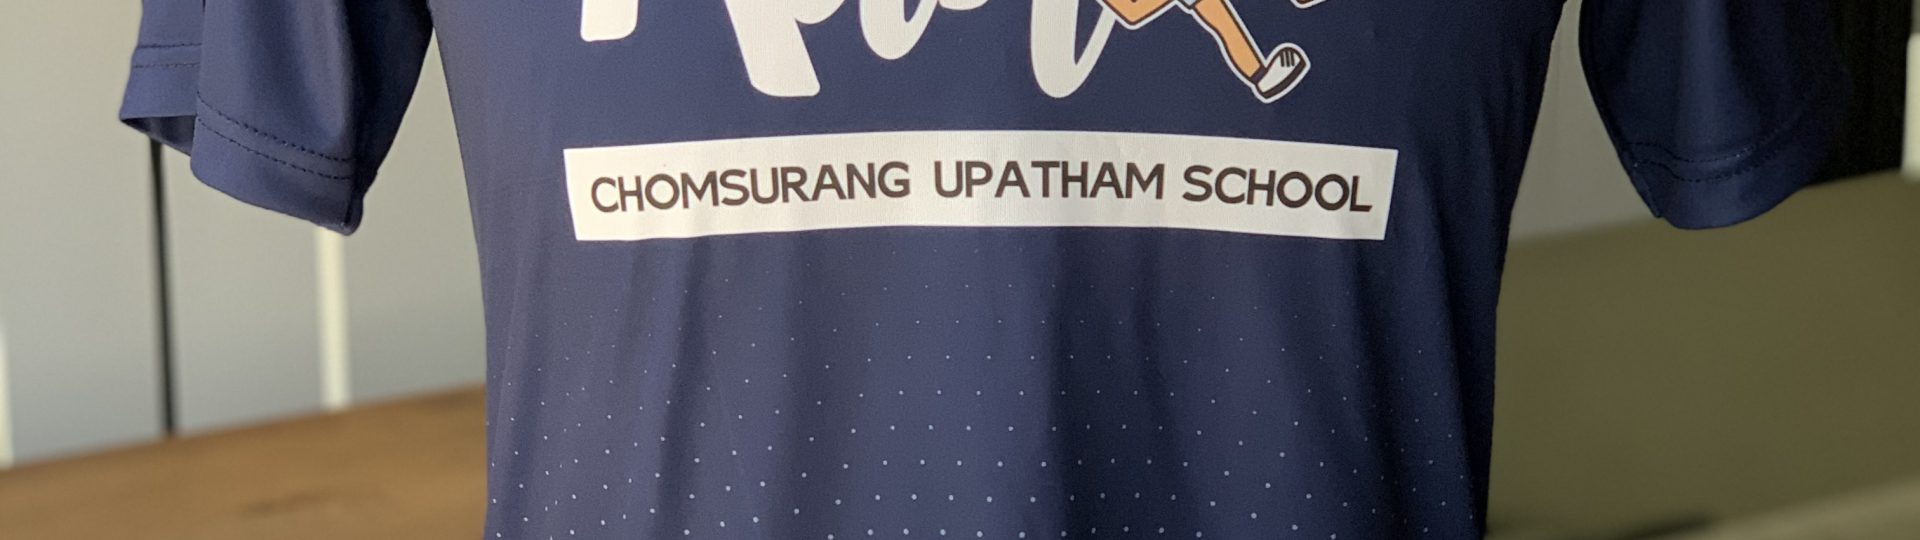 CHOMSURANG UPATHAM SCHOOL